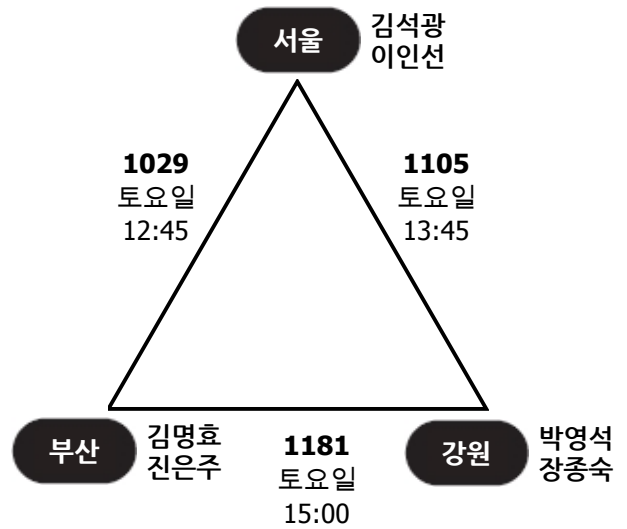 서울
김석광
이인선
1029
토요일
12:45
1105
토요일
13:45
부산
김명효
진은주
1181
토요일
15:00
강원
박영석
장종숙